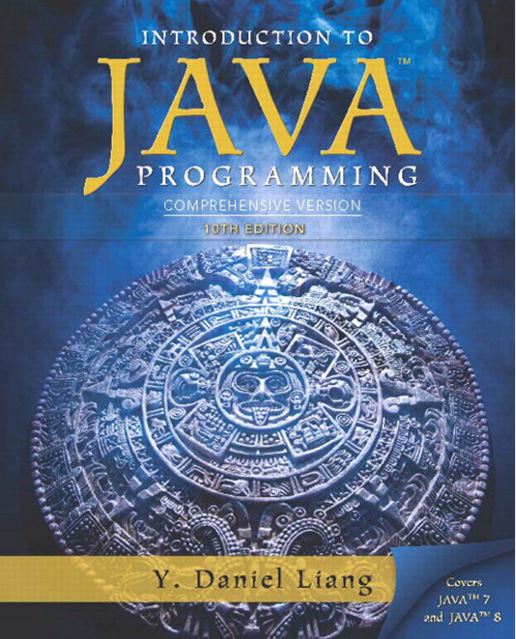 INTRODUCTION TO
JAVA™
PROGRAMMING
COMPREHENSIVE VERSION
10TH EDITION
Y. Daniel Liang
Covers
JAVA™ 7
and JAVA™ 8